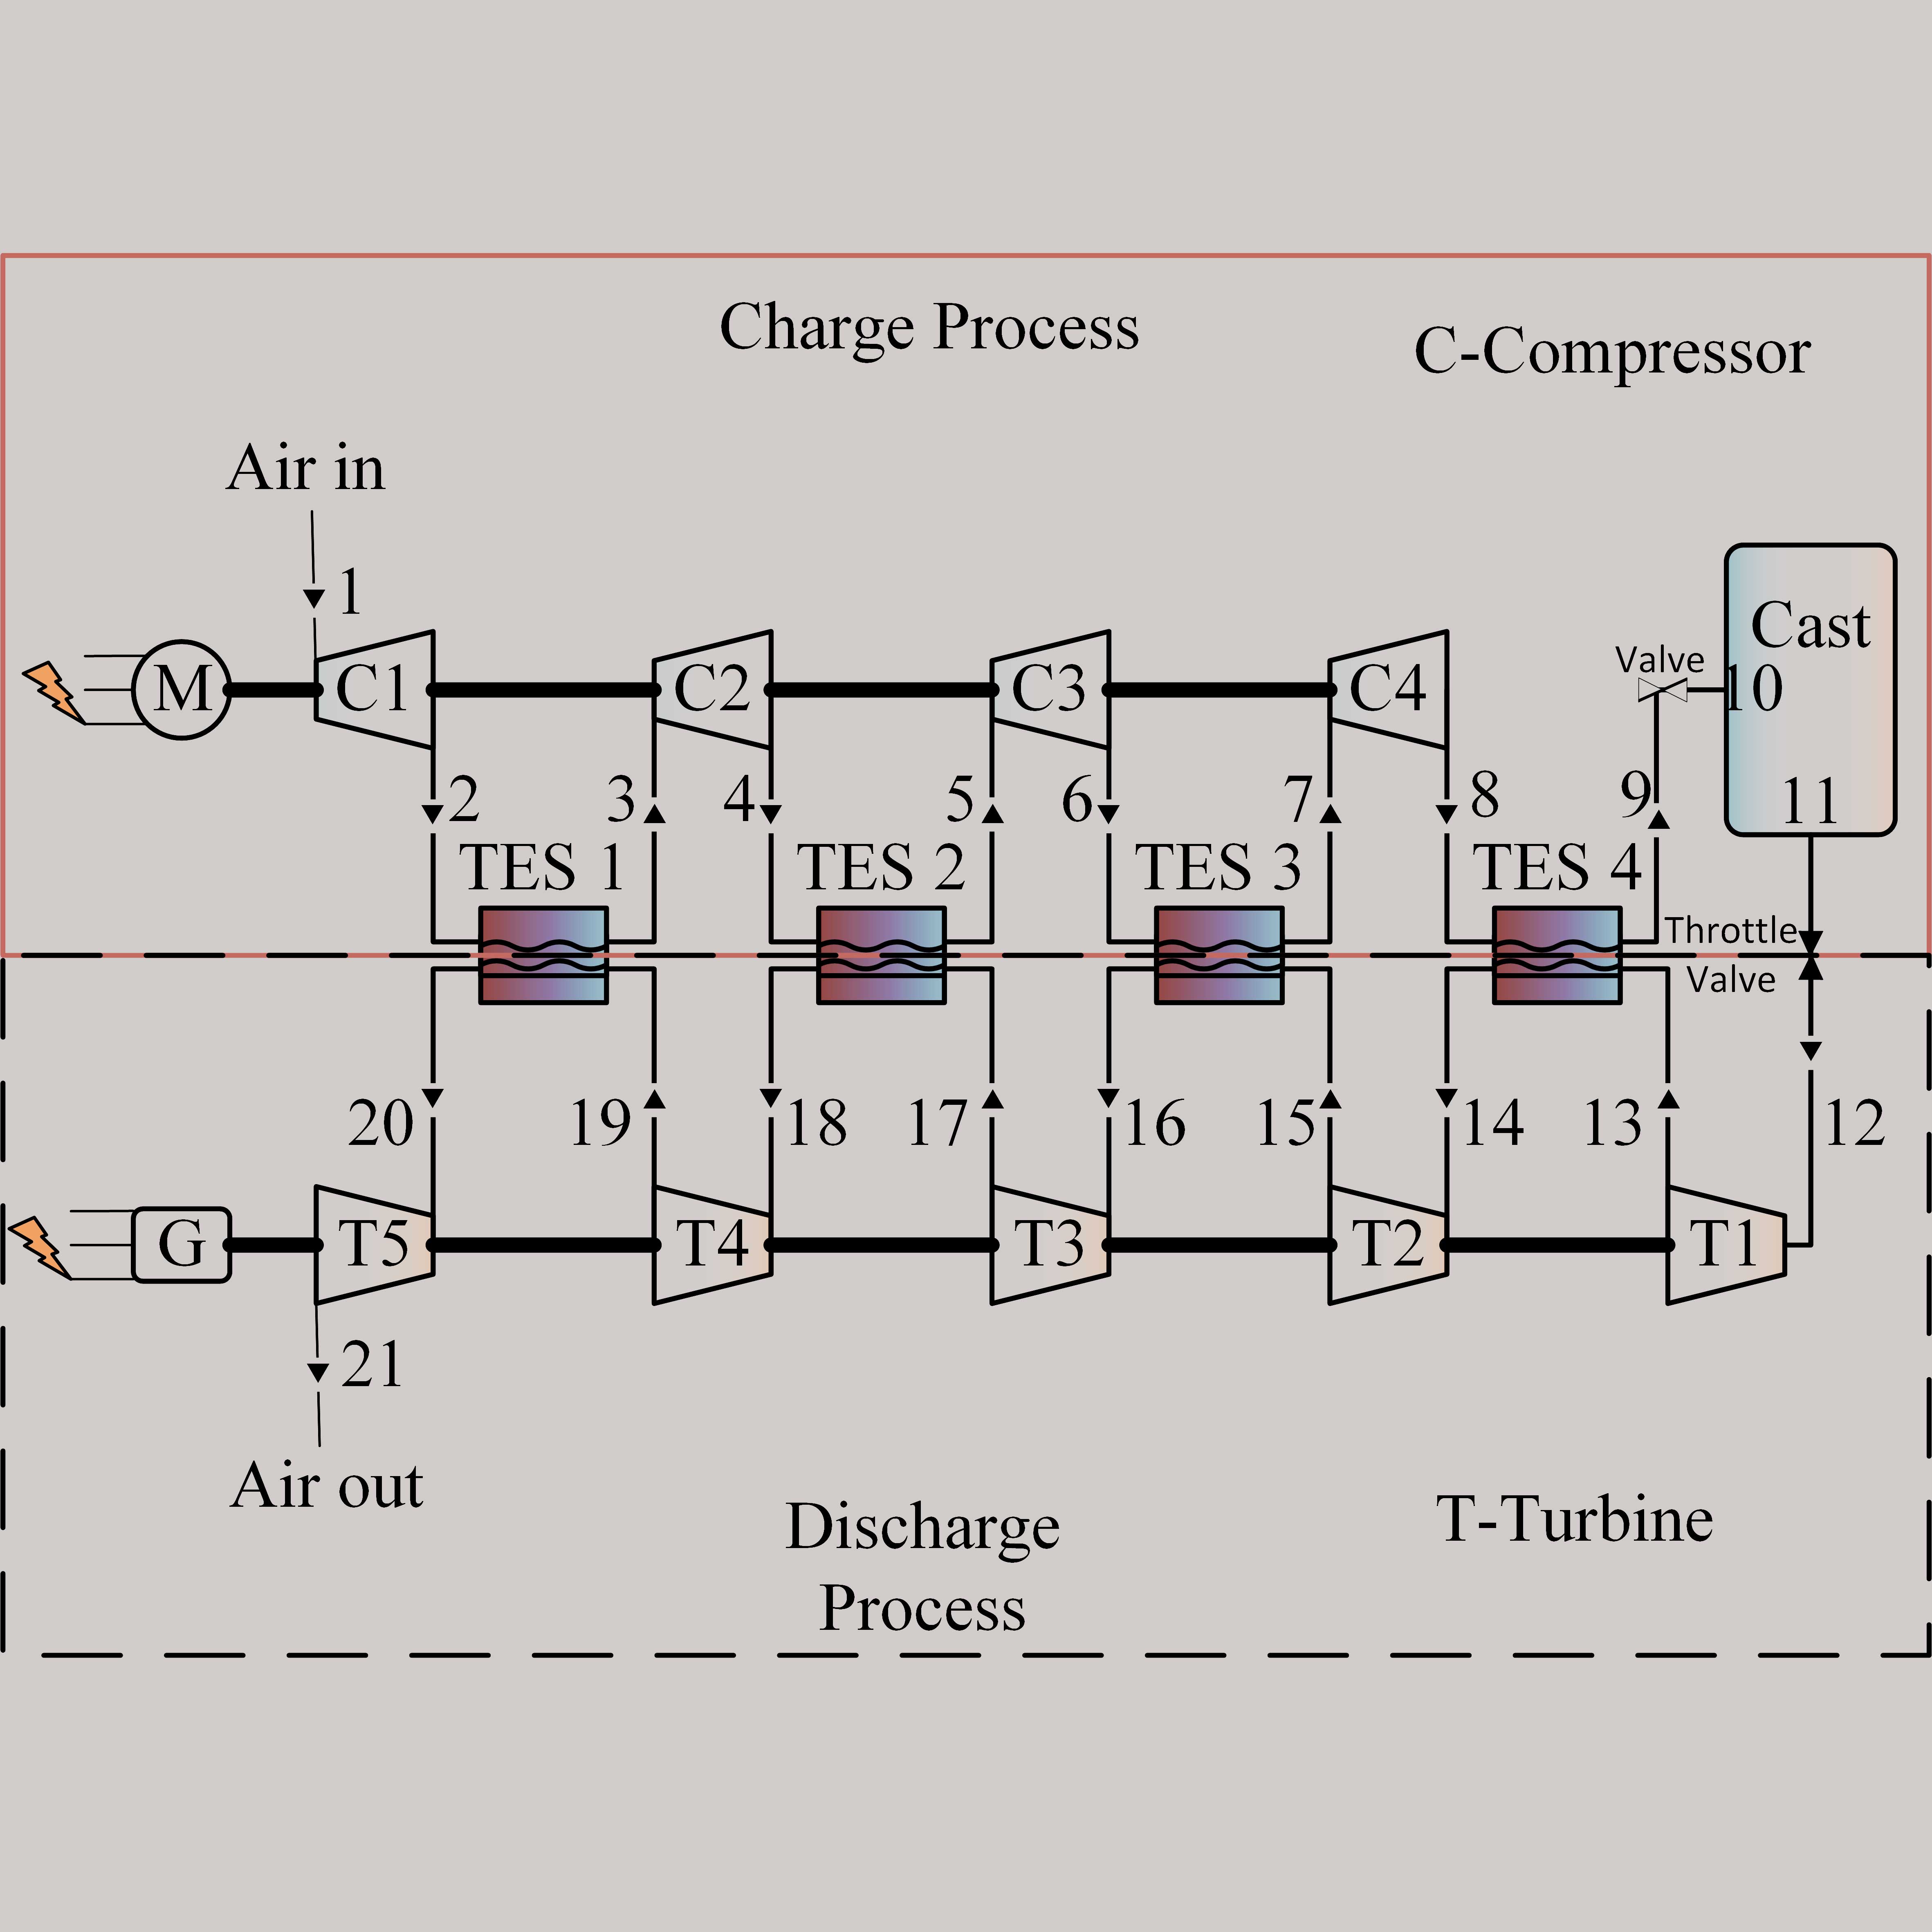 Charge Process
C-Compressor
Air in
1
M
C1
C2
C3
C4
Valve
Cast
10
2
3
4
5
6
7
8
9
11
TES 1
TES 2
TES 3
TES 4
Throttle
Valve
20
19
18
17
16
15
14
13
12
G
T5
T4
T3
T2
T1
21
Air out
Discharge
Process
T-Turbine